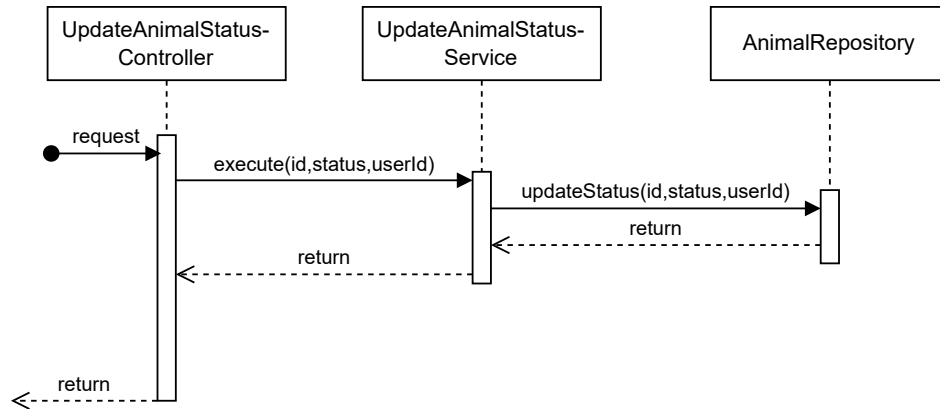 UpdateAnimalStatus-
Controller
UpdateAnimalStatus-
Service
AnimalRepository
request
execute(id,status,userId)
updateStatus(id,status,userId)
return
return
return